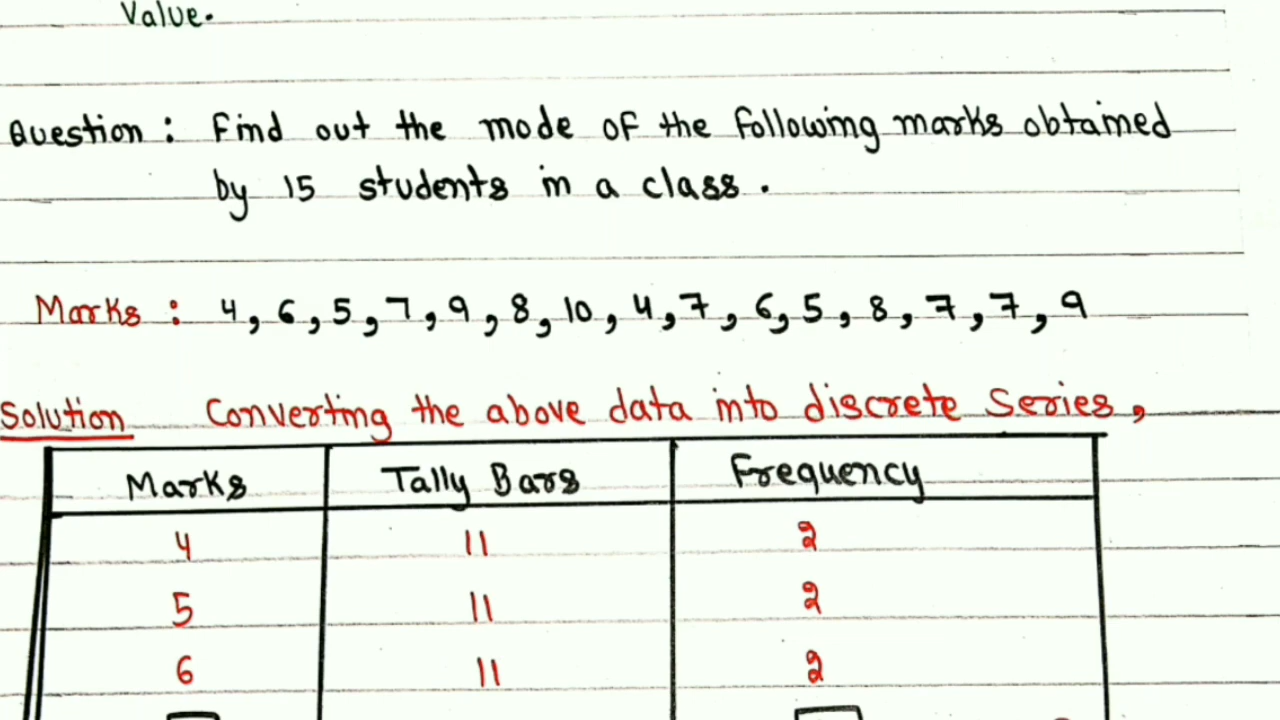 Value.
Question : Find out the mode of the following marks obtained
by 15 students in a class.
Marks : 4, 6, 5, 7, 9, 8, 10, 4, 7, 6, 5, 8, 7, 7, 9
Solution Converting the above data into discrete Series,
Marks Tally Bars Frequency
4 11 2
5 11 2
6 11 2